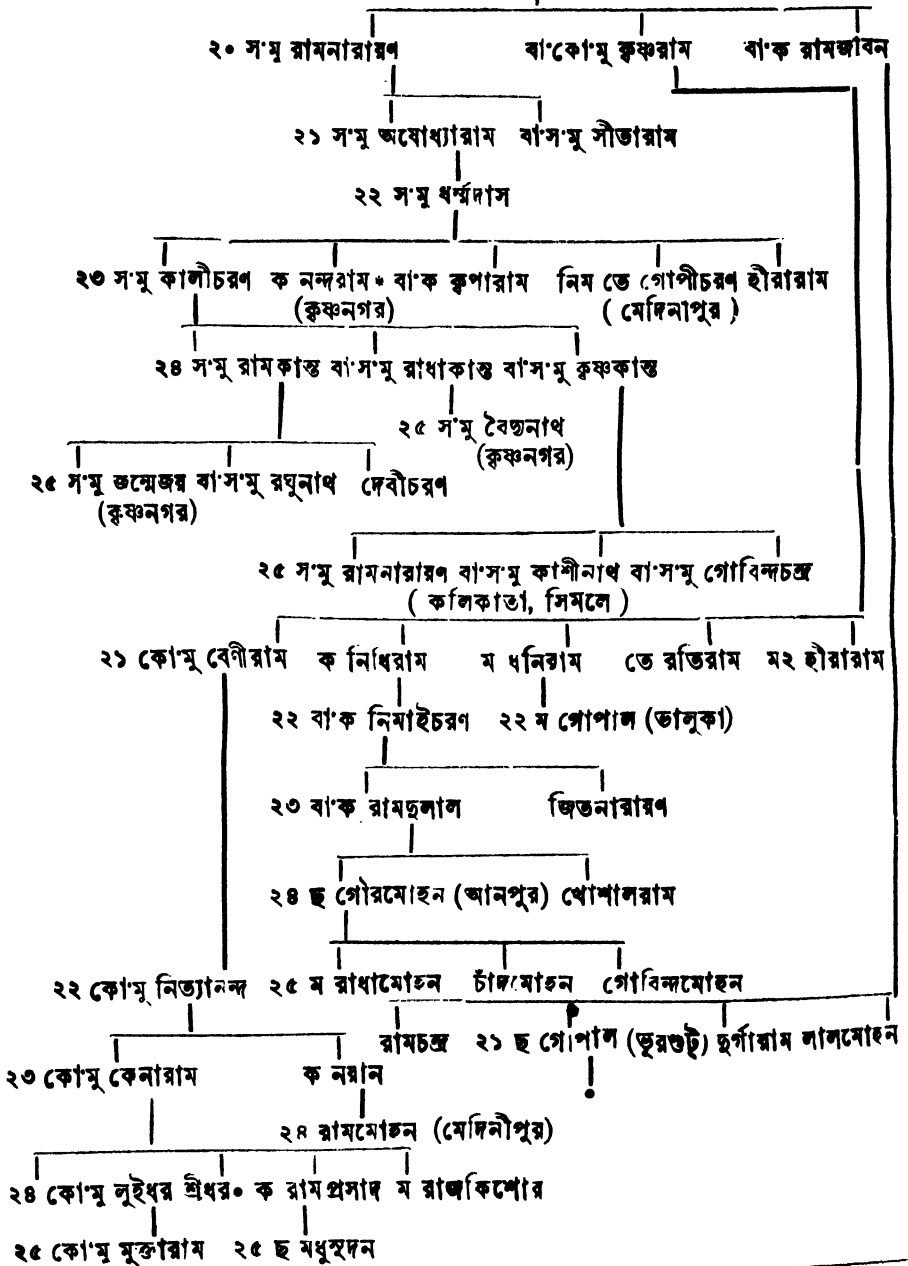 ২০ স'মু রামনারায়ণ বা'কো'মু কৃষ্ণরাম বা'ক রামজীবন
২১ স'মু অযোধ্যারাম বা'স'মু সীতারাম
২২ স'মু ধর্ম্মদাস
২৩ স'মু কালীচরণ ক নন্দরাম * বা'ক কৃপারাম নিম তে গোপীচরণ হীরারাম
(কৃষ্ণনগর) ( মেদিনাপুর )
২৪ স'মু রামকান্ত বা'স'মু রাধাকান্ত বা'স'মু কৃষ্ণকান্ত
২৫ স'মু বৈদ্যনাথ
(কৃষ্ণনগর)
২৫ স'মু জন্মেজয় বা'স'মু রঘুনাথ দেবীচরণ
(কৃষ্ণনগর)
২৫ স'মু রামনারায়ণ বা'স'মু কাশীনাথ বা'স'মু গোবিন্দচন্দ্র
( কলিকাতা, সিমলে )
২১ কো'মু বেণীরাম ক নিধিরাম ম ধনিরাম তে রতিরাম ম২ হীরারাম
২২ বা'ক নিমাইচরণ ২২ ম গোপাল (ভালুকা)
২৩ বা'ক রামদুলাল জিতনারায়ণ
২৪ ছ গৌরমোহন (আনপুর) খোশালরাম
২২ কো'মু নিত্যানন্দ ২৫ ম রাধামোহন চাঁদমোহন গোবিন্দমোহন
রামচন্দ্র ২১ ছ গোপাল (ভূরশুট্) দুর্গারাম লালমোহন
২৩ কো'মু কেনারাম ক নয়ান
২৪ রামমোহন (মেদিনীপুর)
২৪ কো'মু লুইধর শ্রীধর * ক রামপ্রসাদ ম রাজকিশোর
২৫ কো'মু মুক্তারাম ২৫ ছ মধুসূদন